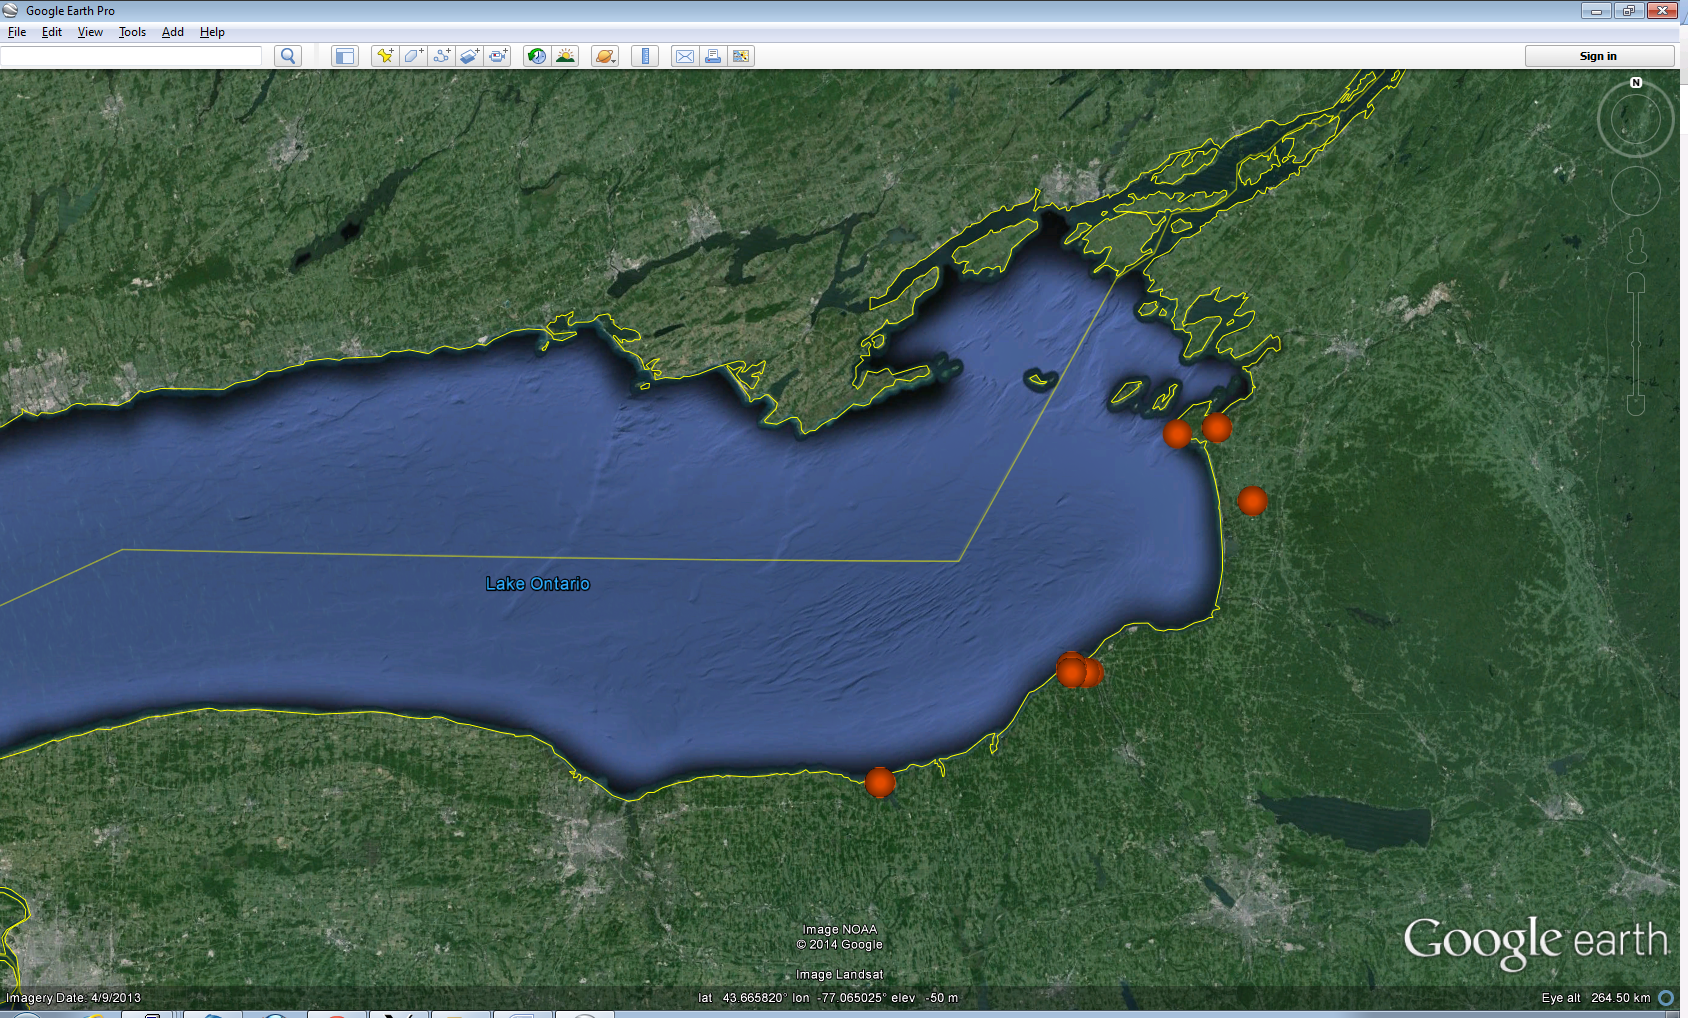 Google Earth Pro
File Edit View Tools Add Help
Sign in
N
Lake Ontario
Image NOAA
© 2014 Google
Image Landsat
Google earth
Imagery Date: 4/9/2013
lat 43.665820° lon -77.065025° elev -50 m
Eye alt 264.50 km